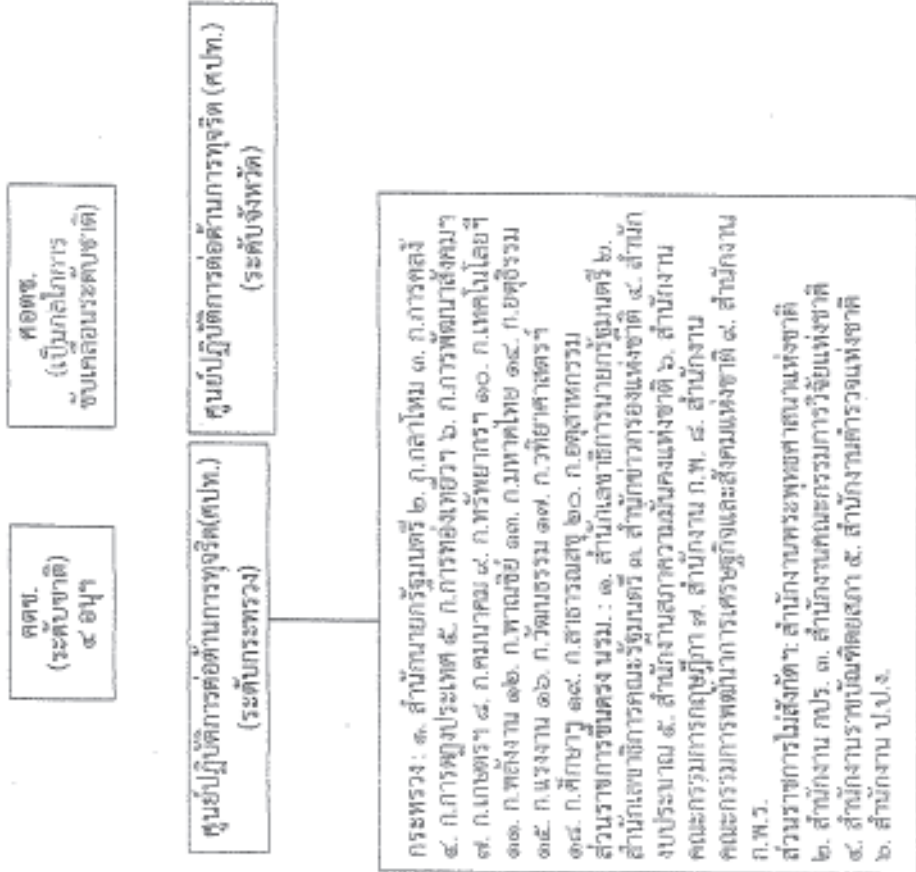 คตช.
(ระดับชาติ)
๔ อนุฯ
ศอตช.
(เป็นกลไกการ
ขับเคลื่อนระดับชาติ)
ศูนย์ปฏิบัติการต่อต้านการทุจริต(ศปท.)
(ระดับกระทรวง)
ศูนย์ปฏิบัติการต่อต้านการทุจริต (ศปท.)
(ระดับจังหวัด)
กระทรวง : ๑. สำนักนายกรัฐมนตรี ๒. ก.กลาโหม ๓. ก.การคลัง
๔. ก.การต่างประเทศ ๕. ก.การท่องเที่ยวฯ ๖. ก.การพัฒนาสังคมฯ
๗. ก.เกษตรฯ ๘. ก.คมนาคม ๙. ก.ทรัพยากรฯ ๑๐. ก.เทคโนโลยีฯ
๑๑. ก.พลังงาน ๑๒. ก.พาณิชย์ ๑๓. ก.มหาดไทย ๑๔. ก.ยุติธรรม
๑๕. ก.แรงงาน ๑๖. ก.วัฒนธรรม ๑๗. ก.วิทยาศาสตร์ฯ
๑๘. ก.ศึกษาฯ ๑๙. ก.สาธารณสุข ๒๐. ก.อุตสาหกรรม
ส่วนราชการขึ้นตรง นรม. : ๑. สำนักเลขาธิการนายกรัฐมนตรี ๒.
สำนักเลขาธิการคณะรัฐมนตรี ๓. สำนักข่าวกรองแห่งชาติ ๔. สำนัก
งบประมาณ ๕. สำนักงานสภาความมั่นคงแห่งชาติ ๖. สำนักงาน
คณะกรรมการกฤษฎีกา ๗. สำนักงาน ก.พ. ๘. สำนักงาน
คณะกรรมการพัฒนาการเศรษฐกิจและสังคมแห่งชาติ ๙. สำนักงาน
ก.พ.ร.
ส่วนราชการไม่สังกัดฯ: สำนักงานพระพุทธศาสนาแห่งชาติ
๒. สำนักงาน กปร. ๓. สำนักงานคณะกรรมการวิจัยแห่งชาติ
๔. สำนักงานราชบัณฑิตยสภา ๕. สำนักงานตำรวจแห่งชาติ
๖. สำนักงาน ป.ป.ง.